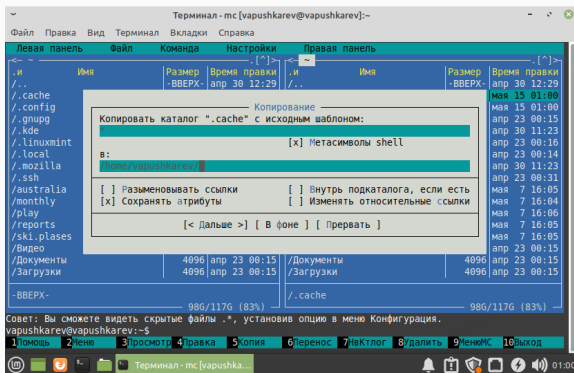 Терминал - mc [vapushkarev@vapushkarev]:~
Файл Правка Вид Терминал Вкладки Справка
Левая панель Файл Команда Настройки Правая панель
<- ~ .[^]> <- ~ .[^]>
.и Имя Размер Время правки .и Имя Размер Время правки
/.. -ВВЕРХ- апр 30 12:29 /.. -ВВЕРХ- апр 30 12:29
/.cache мая 15 01:00
/.config мая 15 01:00
/.gnupg апр 23 00:15
/.kde апр 30 11:23
/.linuxmint апр 30 11:23
/.local апр 23 00:14
/.mozilla апр 30 11:23
/.ssh апр 23 00:31
/australia мая 7 16:05
/monthly мая 7 16:04
/play мая 7 16:06
/reports мая 7 16:05
/ski.plases мая 7 16:05
/Видео апр 23 00:15
/Документы 4096 апр 23 00:15 /Документы 4096 апр 23 00:15
/Загрузки 4096 апр 23 00:15 /Загрузки 4096 апр 23 00:15
Копирование
Копировать каталог ".cache" с исходным шаблоном:
*
[x] Метасимволы shell
в:
/home/vapushkarev/
[ ] Разыменовывать ссылки [ ] Внутрь подкаталога, если есть
[x] Сохранять атрибуты [ ] Изменять относительные ссылки
[< Дальше >] [ В фоне ] [ Прервать ]
-ВВЕРХ- /.cache
98G/117G (83%) 98G/117G (83%)
Совет: Вы сможете видеть скрытые файлы .*, установив опцию в меню Конфигурация.
vapushkarev@vapushkarev:~$
1Помощь 2Меню 3Просмотр 4Правка 5Копия 6Перенос 7НвКтлог 8Удалить 9МенюМС 10Выход
Терминал - mc [vapushka... 01:00